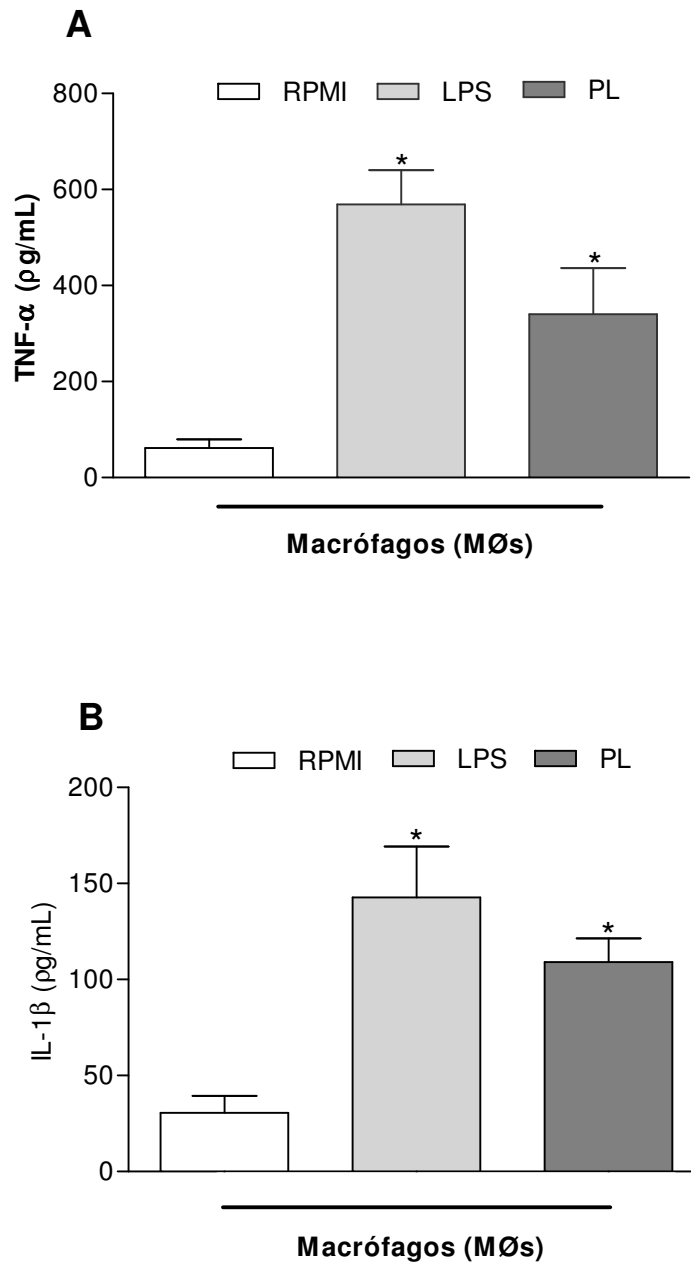 A
RPMI LPS PL
800
600
400
200
0
TNF-α (ρg/mL)
*
*
Macrófagos (MØs)
B
RPMI LPS PL
200
150
100
50
0
IL-1β (ρg/mL)
*
*
Macrófagos (MØs)